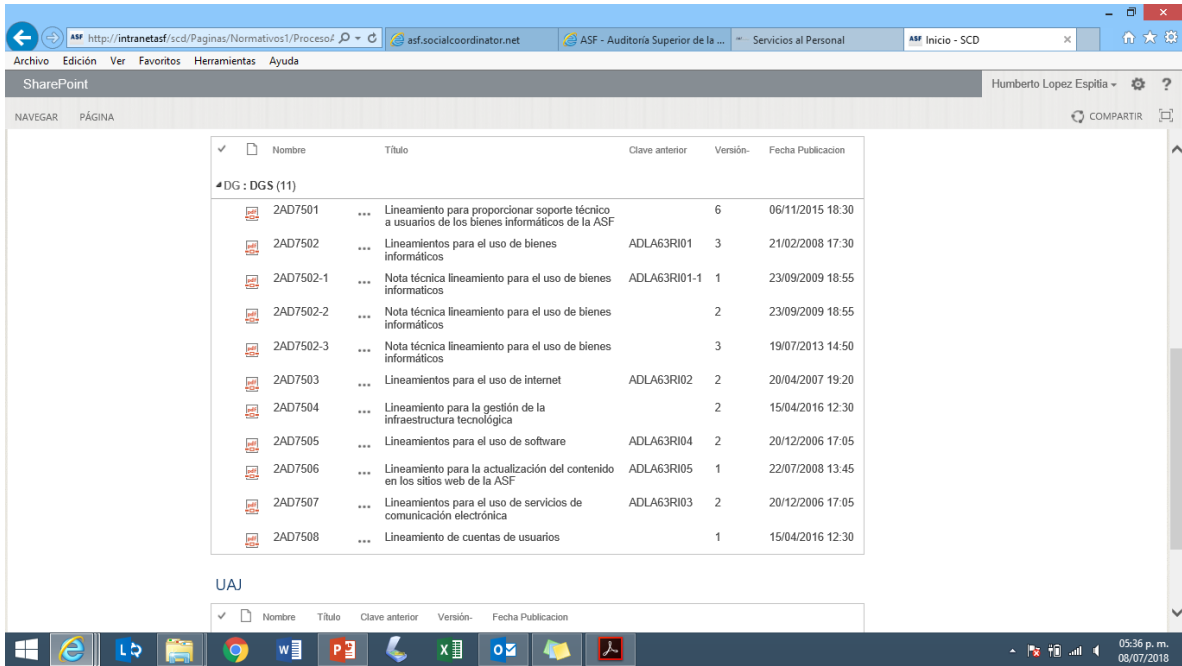 ASF http://intranetasf/scd/Paginas/Normativos1/Proceso
asf.socialcoordinator.net
ASF - Auditoría Superior de la ...
Servicios al Personal
ASF Inicio - SCD
Archivo Edición Ver Favoritos Herramientas Ayuda
SharePoint
Humberto Lopez Espitia
?
NAVEGAR PÁGINA
COMPARTIR
Nombre Título Clave anterior Versión- Fecha Publicacion
DG : DGS (11)
2AD7501 ... Lineamiento para proporcionar soporte técnico 6 06/11/2015 18:30
a usuarios de los bienes informáticos de la ASF
2AD7502 ... Lineamientos para el uso de bienes ADLA63RI01 3 21/02/2008 17:30
informáticos
2AD7502-1 ... Nota técnica lineamiento para el uso de bienes ADLA63RI01-1 1 23/09/2009 18:55
informaticos
2AD7502-2 ... Nota técnica lineamiento para el uso de bienes 2 23/09/2009 18:55
informáticos
2AD7502-3 ... Nota técnica lineamiento para el uso de bienes 3 19/07/2013 14:50
informáticos
2AD7503 ... Lineamientos para el uso de internet ADLA63RI02 2 20/04/2007 19:20
2AD7504 ... Lineamiento para la gestión de la 2 15/04/2016 12:30
infraestructura tecnológica
2AD7505 ... Lineamientos para el uso de software ADLA63RI04 2 20/12/2006 17:05
2AD7506 ... Lineamiento para la actualización del contenido ADLA63RI05 1 22/07/2008 13:45
en los sitios web de la ASF
2AD7507 ... Lineamientos para el uso de servicios de ADLA63RI03 2 20/12/2006 17:05
comunicación electrónica
2AD7508 ... Lineamiento de cuentas de usuarios 1 15/04/2016 12:30
UAJ
Nombre Título Clave anterior Versión- Fecha Publicacion
05:36 p. m.
08/07/2018